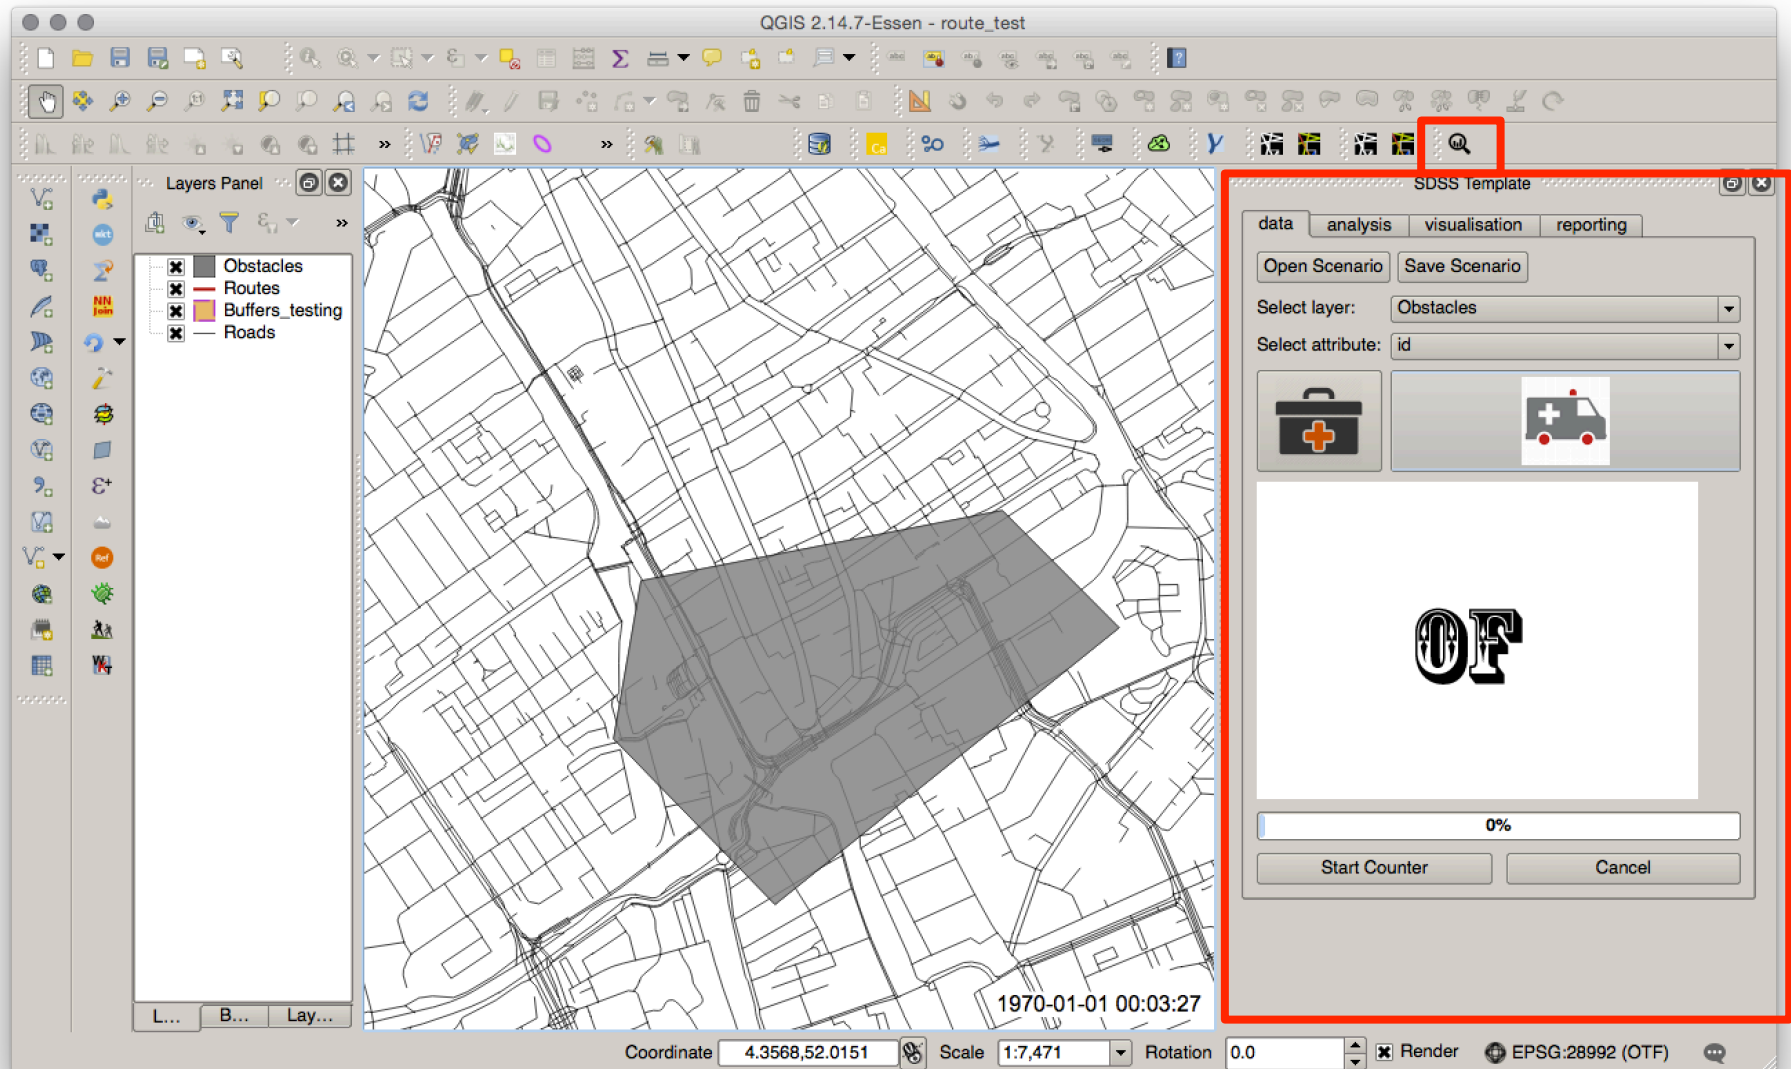 QGIS 2.14.7-Essen - route_test
Layers Panel
Obstacles
Routes
Buffers_testing
Roads
L...
B...
Lay...
SDSS Template
data
analysis
visualisation
reporting
Open Scenario
Save Scenario
Select layer:
Obstacles
Select attribute:
id
OF
0%
Start Counter
Cancel
1970-01-01 00:03:27
Coordinate
4.3568,52.0151
Scale
1:7,471
Rotation
0.0
Render
EPSG:28992 (OTF)